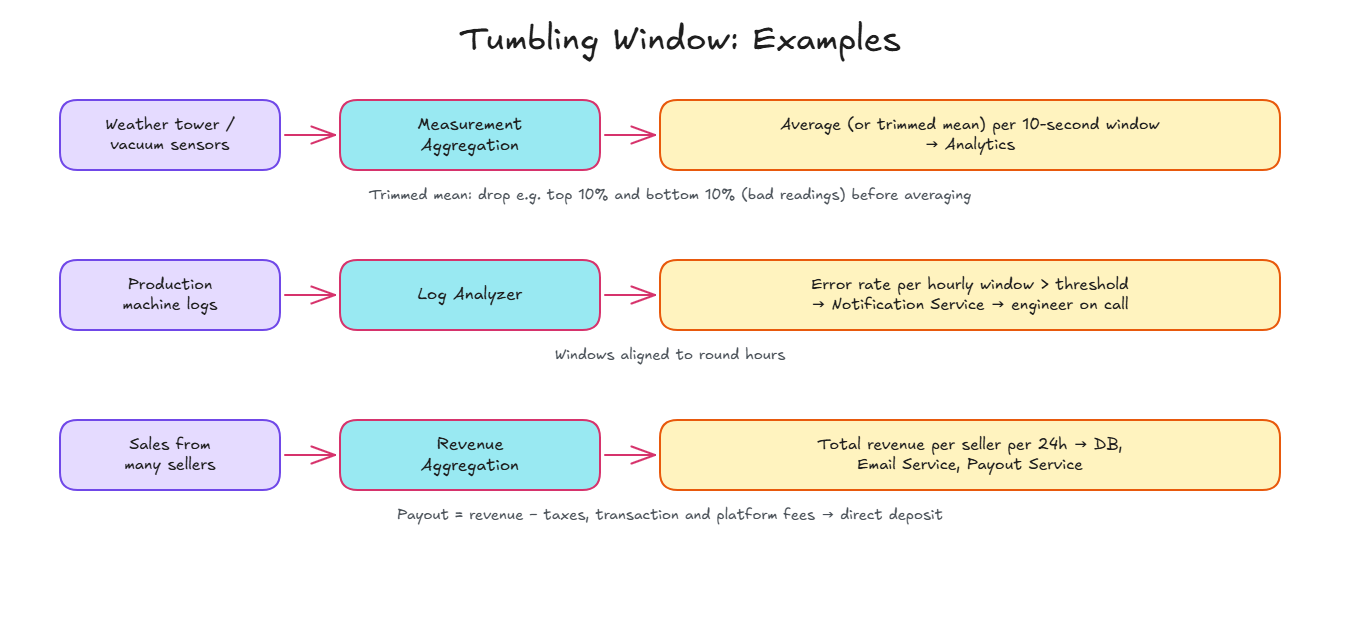 Tumbling Window: Examples
Weather tower /
vacuum sensors
Measurement
Aggregation
Average (or trimmed mean) per 10-second window
→ Analytics
Trimmed mean: drop e.g. top 10% and bottom 10% (bad readings) before averaging
Production
machine logs
Log Analyzer
Error rate per hourly window > threshold
→ Notification Service → engineer on call
Windows aligned to round hours
Sales from
many sellers
Revenue
Aggregation
Total revenue per seller per 24h → DB,
Email Service, Payout Service
Payout = revenue − taxes, transaction and platform fees → direct deposit